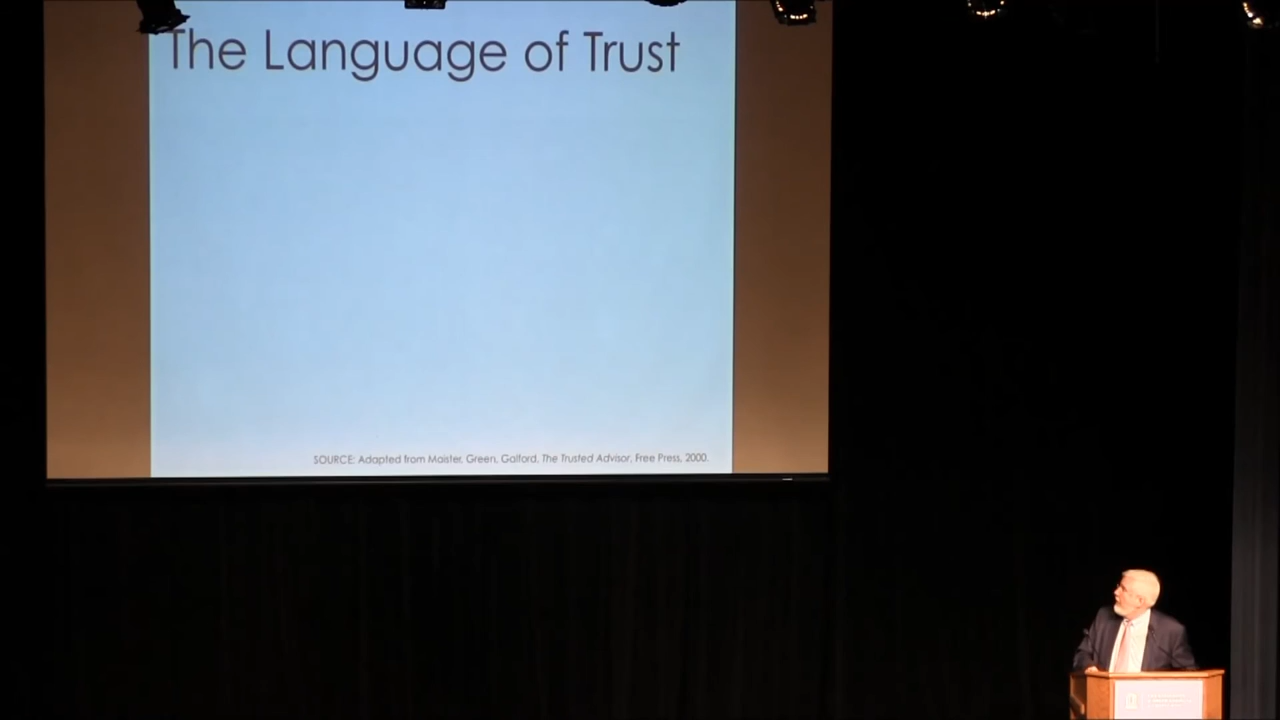 The Language of Trust
SOURCE: Adapted from Maister, Green, Galford, The Trusted Advisor, Free Press, 2000.